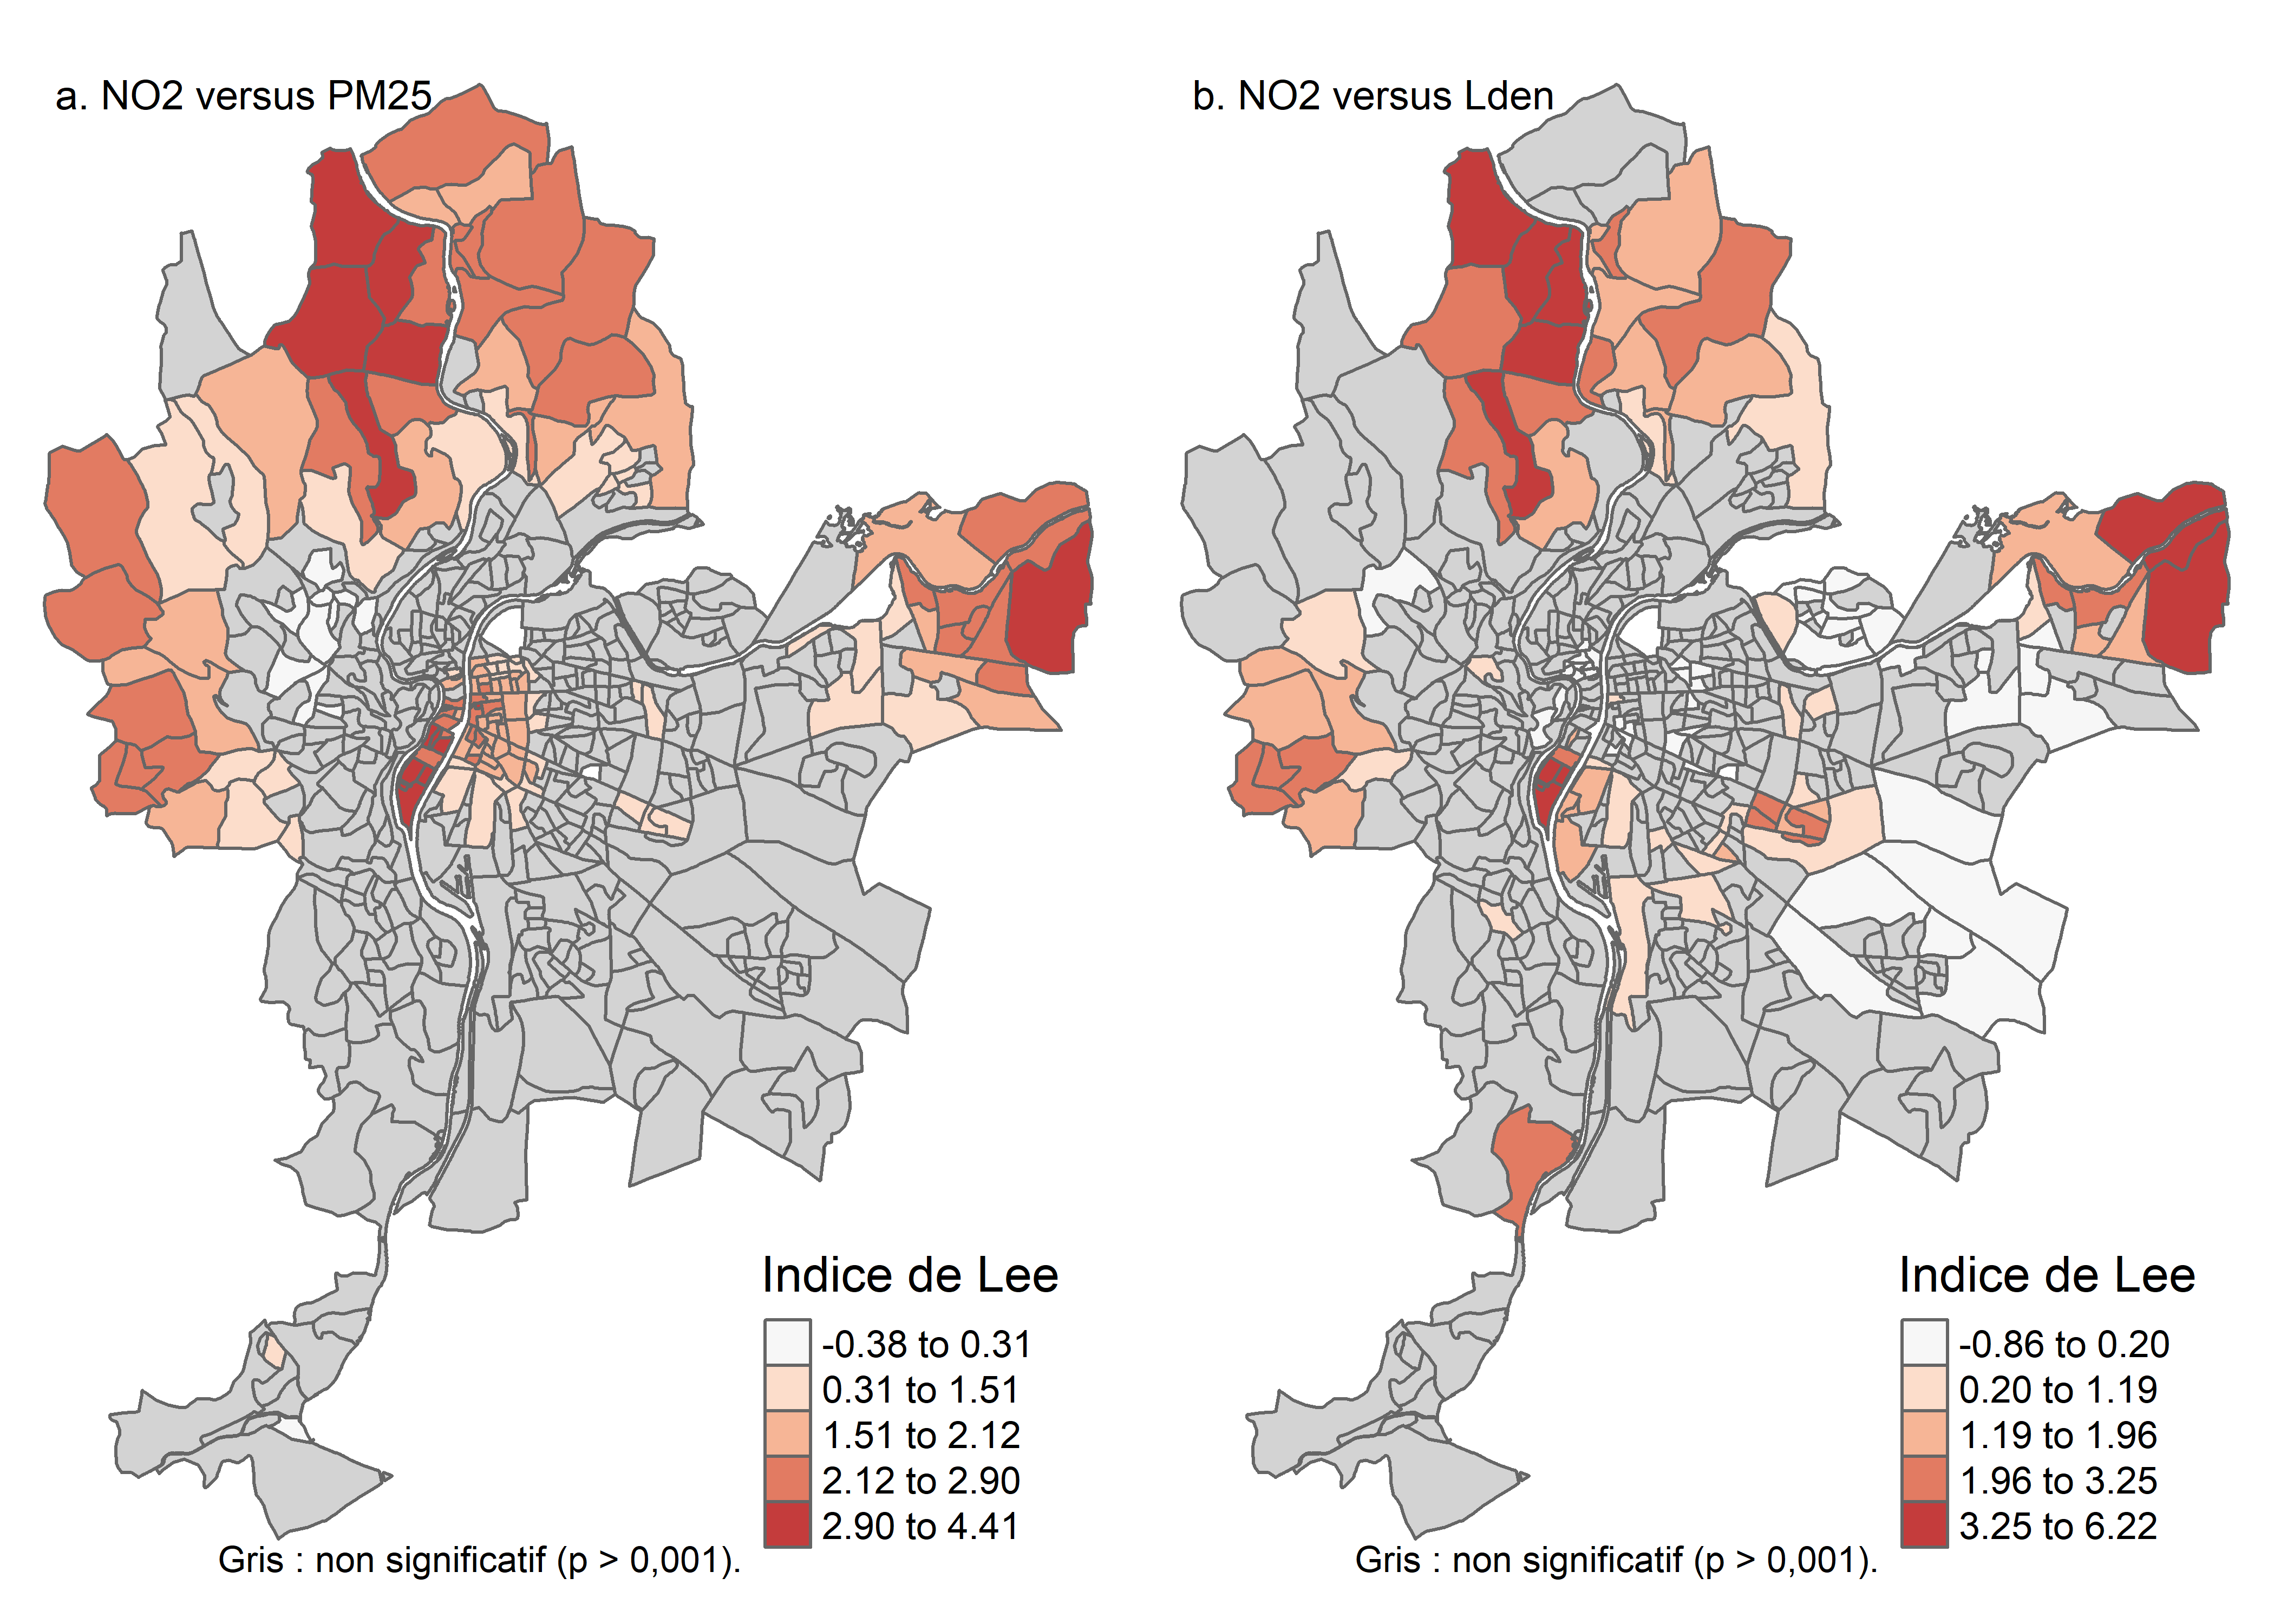 a. NO2 versus PM25
b. NO2 versus Lden
Indice de Lee
-0.38 to 0.31
0.31 to 1.51
1.51 to 2.12
2.12 to 2.90
2.90 to 4.41
Gris : non significatif (p > 0,001).
Indice de Lee
-0.86 to 0.20
0.20 to 1.19
1.19 to 1.96
1.96 to 3.25
3.25 to 6.22
Gris : non significatif (p > 0,001).